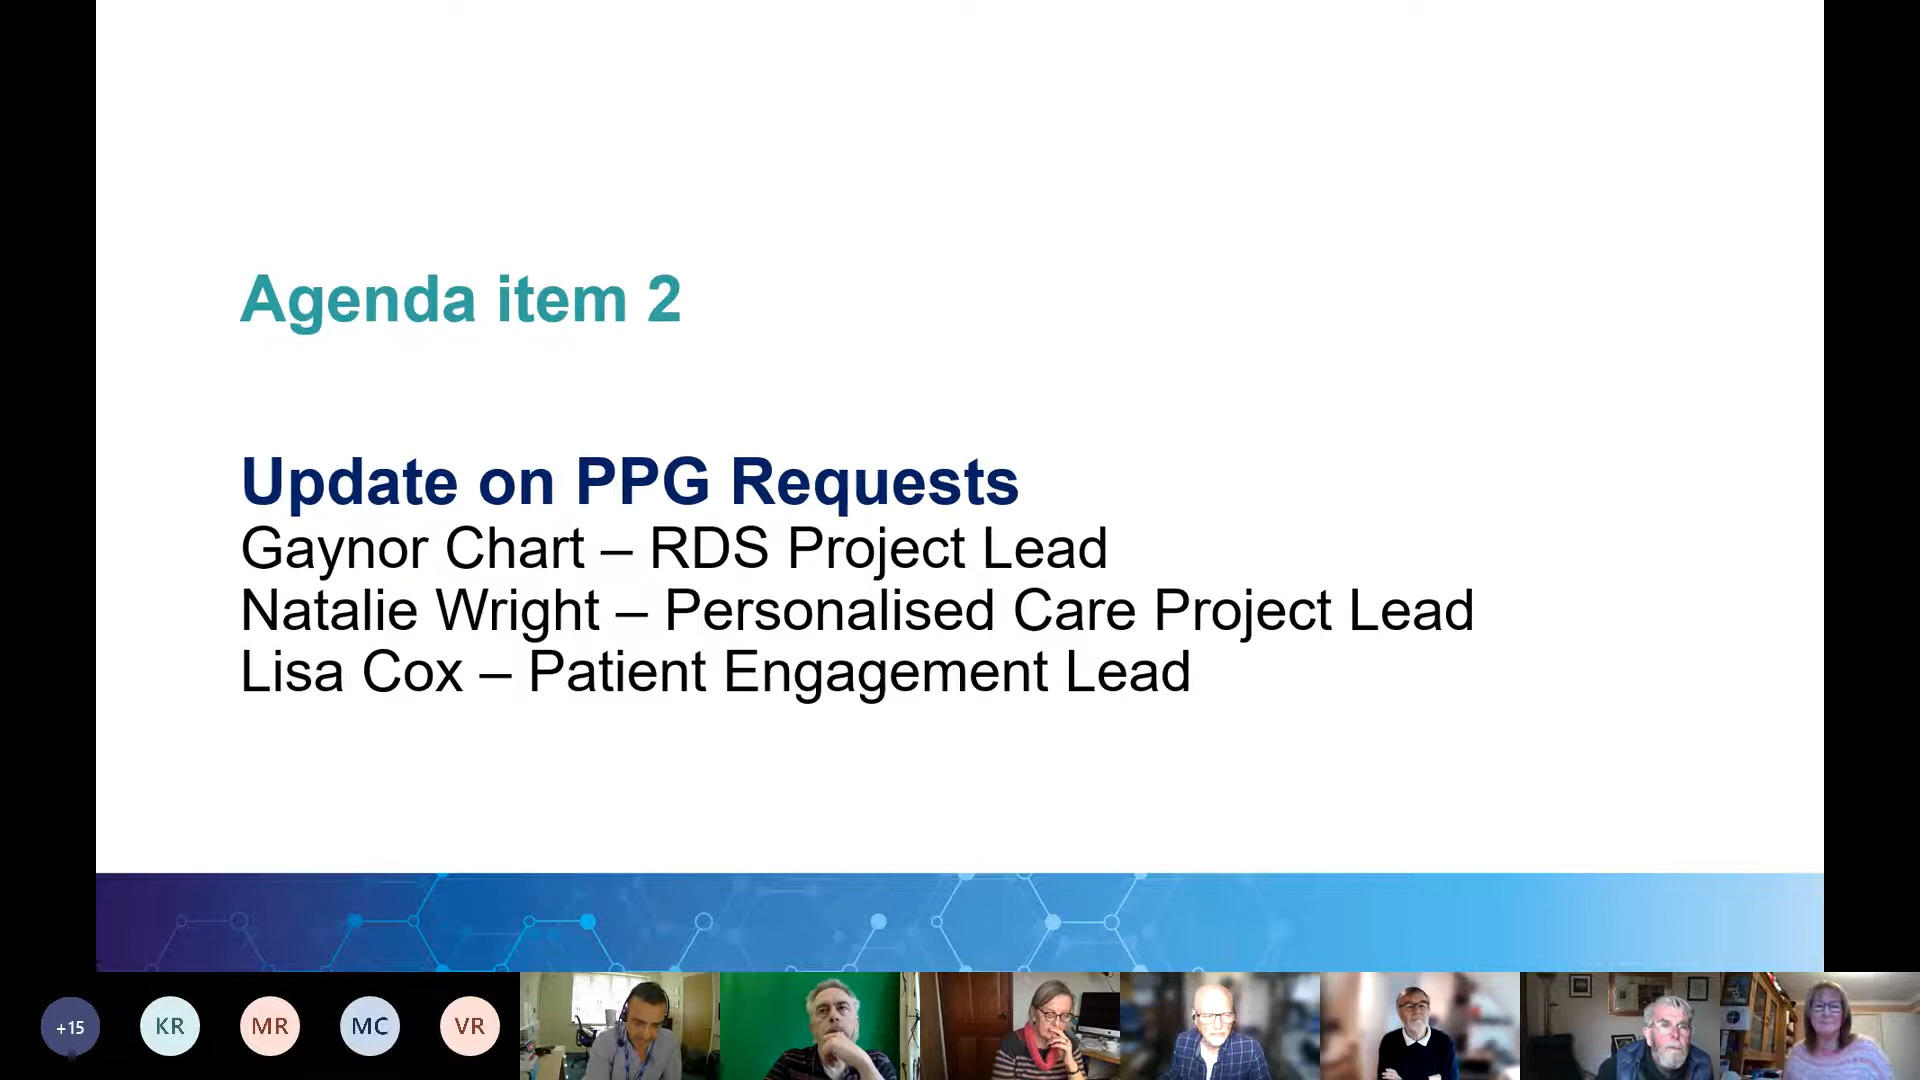 Agenda item 2
Update on PPG Requests
Gaynor Chart – RDS Project Lead
Natalie Wright – Personalised Care Project Lead
Lisa Cox – Patient Engagement Lead
+15
KR
MR
MC
VR